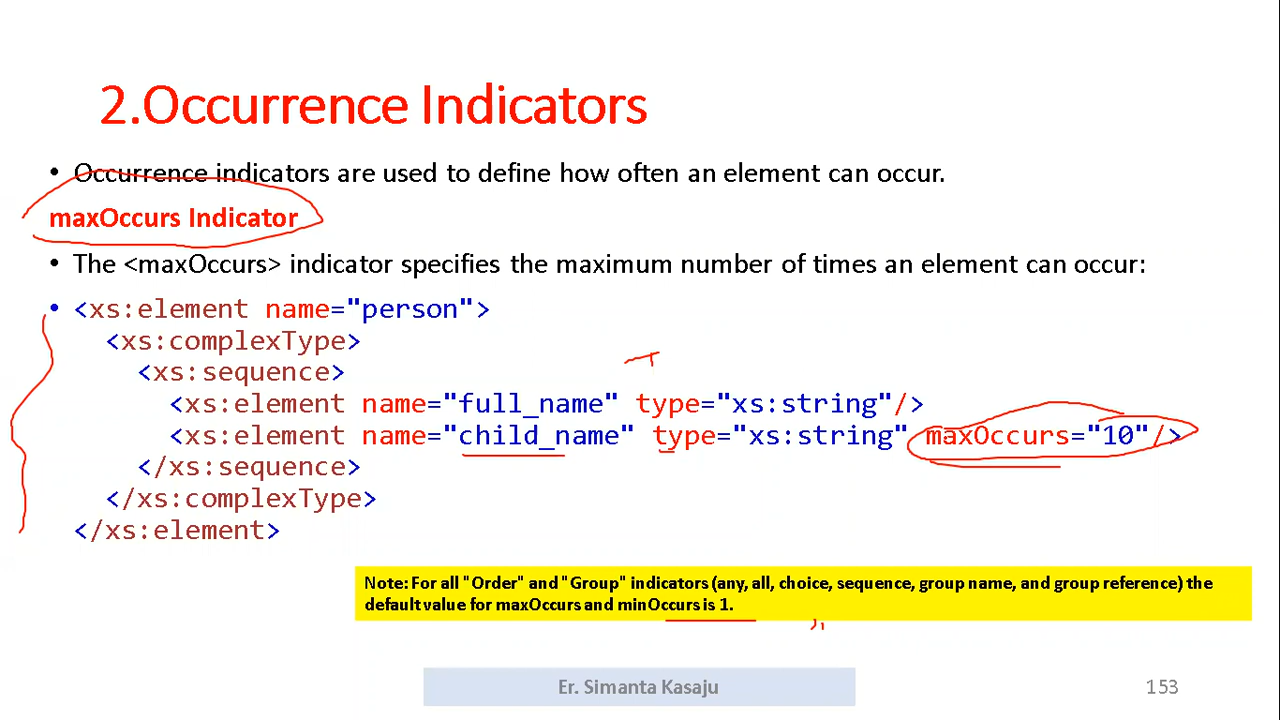 2.Occurrence Indicators
• Occurrence indicators are used to define how often an element can occur.
maxOccurs Indicator
• The <maxOccurs> indicator specifies the maximum number of times an element can occur:
• <xs:element name="person">
<xs:complexType>
<xs:sequence>
<xs:element name="full_name" type="xs:string"/>
<xs:element name="child_name" type="xs:string" maxOccurs="10"/>
</xs:sequence>
</xs:complexType>
</xs:element>
Note: For all "Order" and "Group" indicators (any, all, choice, sequence, group name, and group reference) the
default value for maxOccurs and minOccurs is 1.
Er. Simanta Kasaju
153